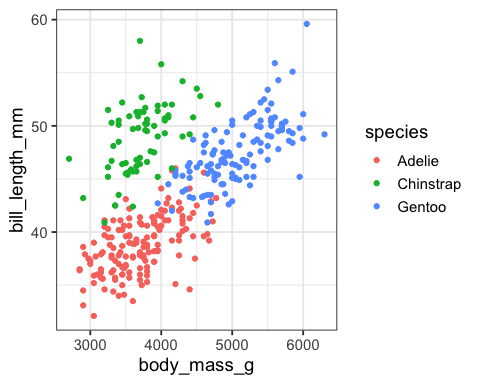 60
50
40
3000 4000 5000 6000
body_mass_g
bill_length_mm
species
Adelie
Chinstrap
Gentoo